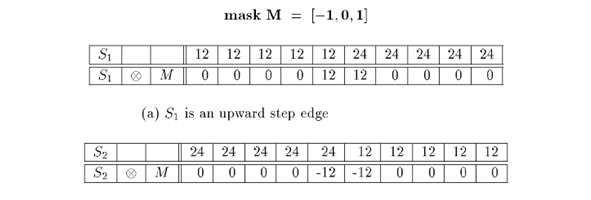 mask M = [−1, 0, 1]
S₁ 12 12 12 12 12 24 24 24 24 24
S₁ ⊗ M 0 0 0 0 12 12 0 0 0 0
(a) S₁ is an upward step edge
S₂ 24 24 24 24 24 12 12 12 12 12
S₂ ⊗ M 0 0 0 0 -12 -12 0 0 0 0